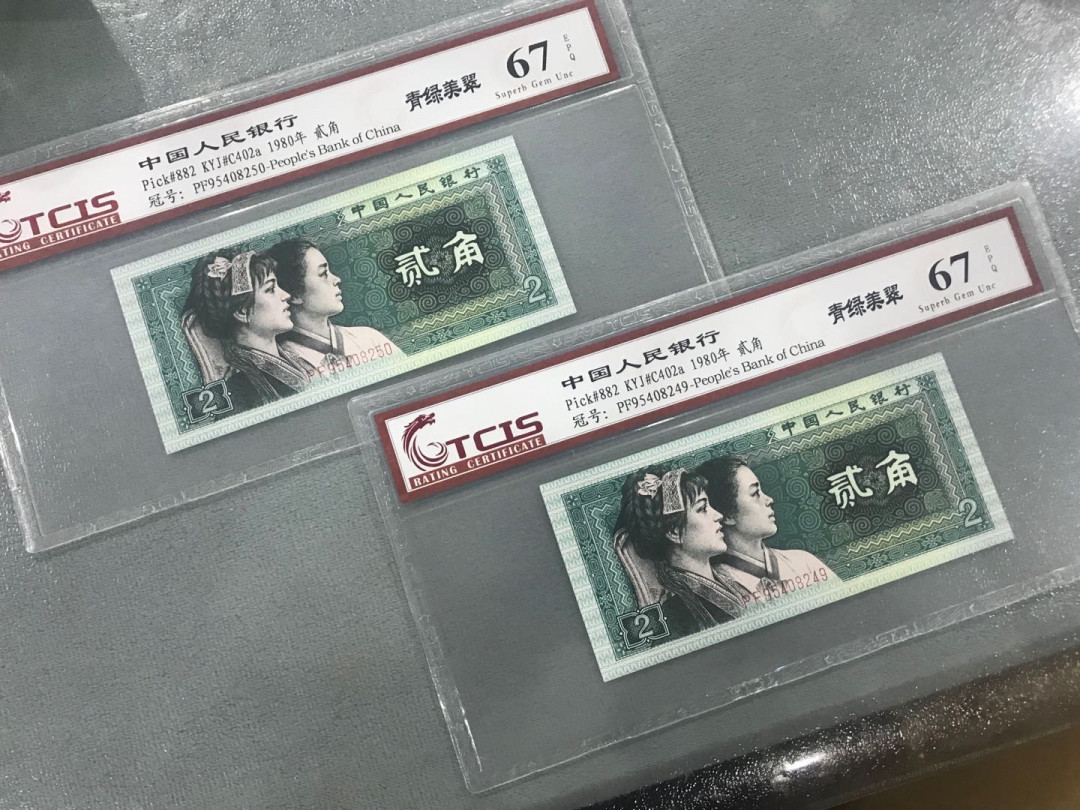 中国人民银行
Pick#882 KYJ#C402a 1980年 贰角
冠号: PF95408250-People's Bank of China
青绿美翠
67
EPQ
Superb Gem Unc
TCIS
RATING CERTIFICATE
中国人民银行
贰角
2
PF95408250
2
中国人民银行
Pick#882 KYJ#C402a 1980年 贰角
冠号: PF95408249-People's Bank of China
青绿美翠
67
EPQ
Superb Gem Unc
TCIS
RATING CERTIFICATE
中国人民银行
贰角
2
PF95408249
2